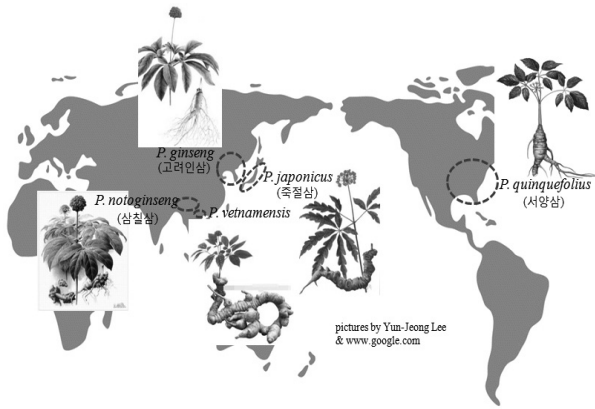 P. ginseng
(고려인삼)
P. japonicus
(죽절삼)
P. quinquefolius
(서양삼)
P. notoginseng
(삼칠삼)
P. vetnamensis
pictures by Yun-Jeong Lee
& www.google.com